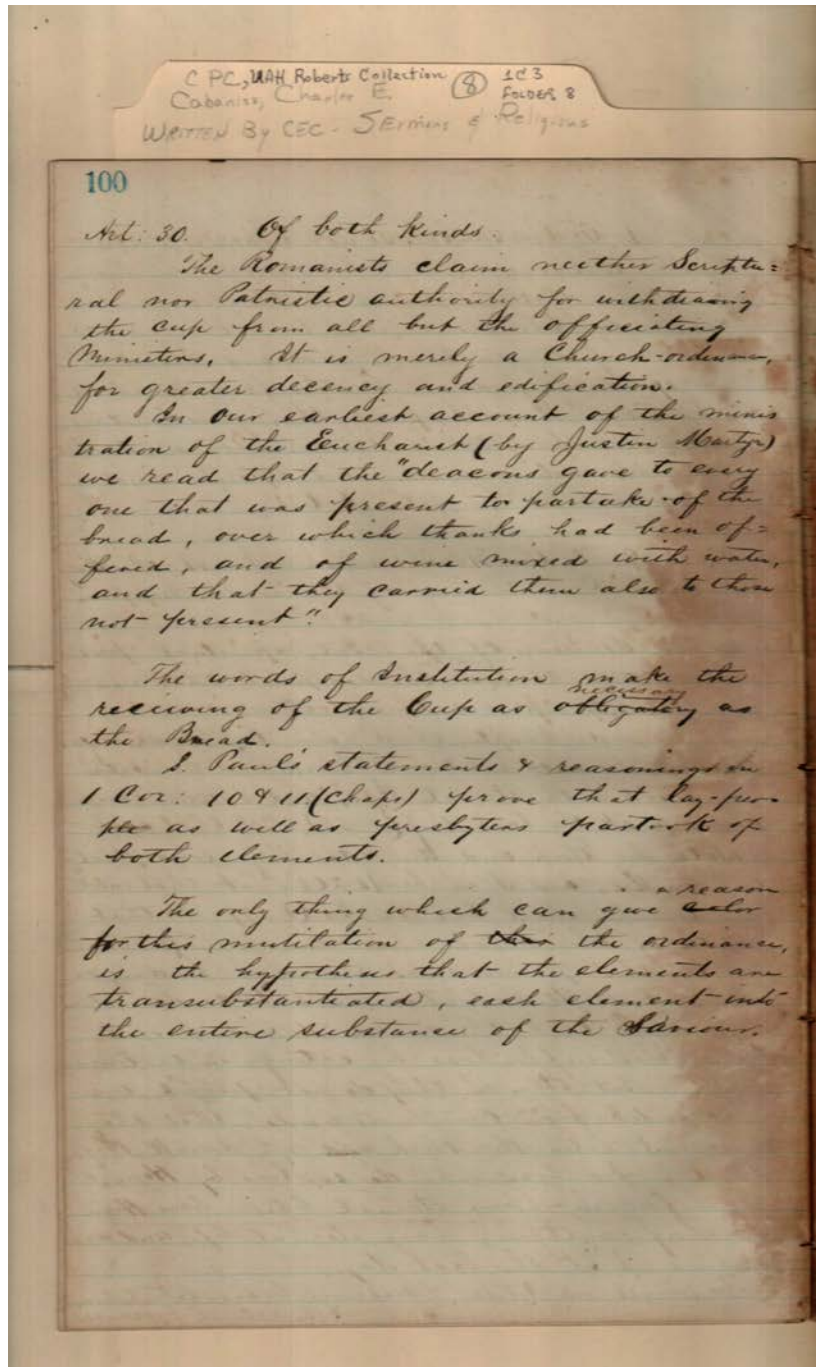 C PC, UAH Roberts Collection (8) 1C3
Cabaniss, Charles E. FOLDER 8
WRITTEN By CEC - SErmons & Religious
100
Art: 30. Of both kinds.
The Romanists claim neither Scriptu=
ral nor Patristic authority for withdrawing
the cup from all but the officiating
Ministers. It is merely a Church-ordinance,
for greater decency and edification.
In our earliest account of the minis
tration of the Eucharist (by Justin Martyr)
we read that the "deacons gave to every
one that was present to partake of the
bread, over which thanks had been of=
fered, and of wine mixed with water,
and that they carried them also to those
not present".
The words of Institution make the
necessary
receiving of the Cup as obligatory as
the Bread.
S. Paul's statements & reasonings in
1 Cor: 10 & 11 (Chaps) prove that lay-peo
ple as well as presbyters partook of
both elements.
a reason
The only thing which can give color
for this mutilation of this the ordinance,
is the hypothesis that the elements are
transubstantiated, each element into
the entire substance of the Saviour.